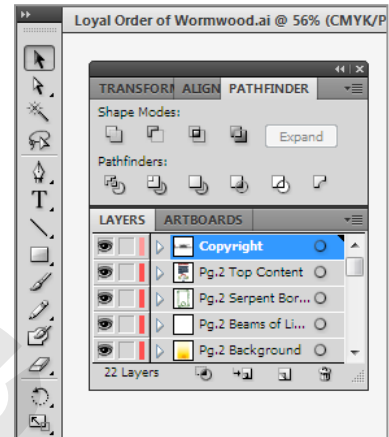 Loyal Order of Wormwood.ai @ 56% (CMYK/P
TRANSFORM ALIGN PATHFINDER
Shape Modes:
Expand
Pathfinders:
LAYERS ARTBOARDS
Copyright
Pg.2 Top Content
Pg.2 Serpent Bor...
Pg.2 Beams of Li...
Pg.2 Background
22 Layers